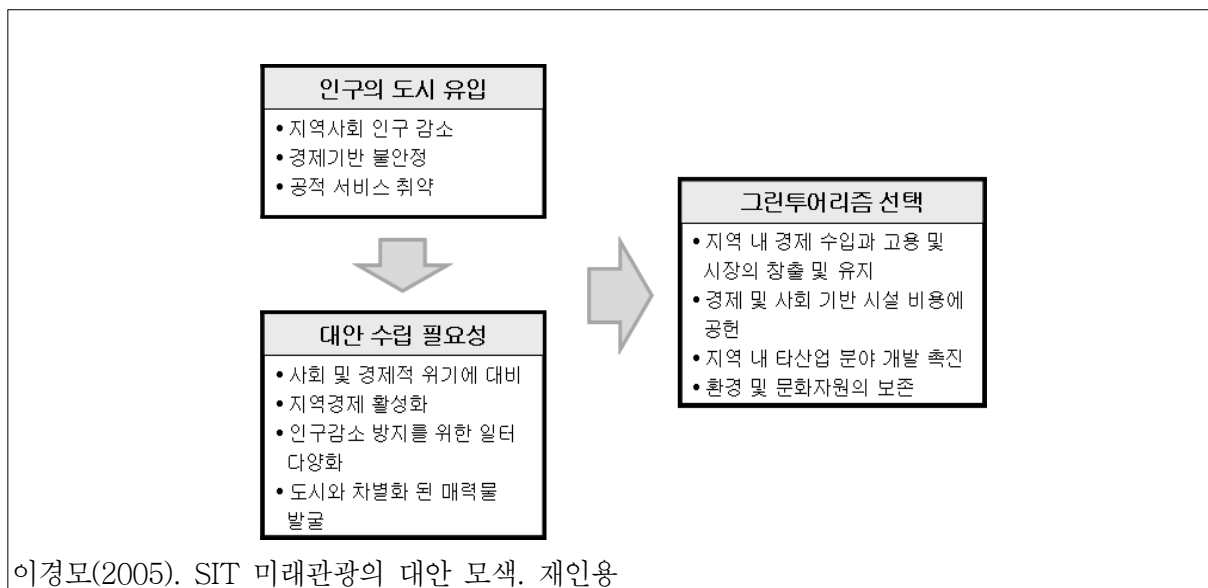 인구의 도시 유입
• 지역사회 인구 감소
• 경제기반 불안정
• 공적 서비스 취약
대안 수립 필요성
• 사회 및 경제적 위기에 대비
• 지역경제 활성화
• 인구감소 방지를 위한 일터
다양화
• 도시와 차별화 된 매력물
발굴
그린투어리즘 선택
• 지역 내 경제 수입과 고용 및
시장의 창출 및 유지
• 경제 및 사회 기반 시설 비용에
공헌
• 지역 내 타산업 분야 개발 촉진
• 환경 및 문화자원의 보존
이경모(2005). SIT 미래관광의 대안 모색. 재인용